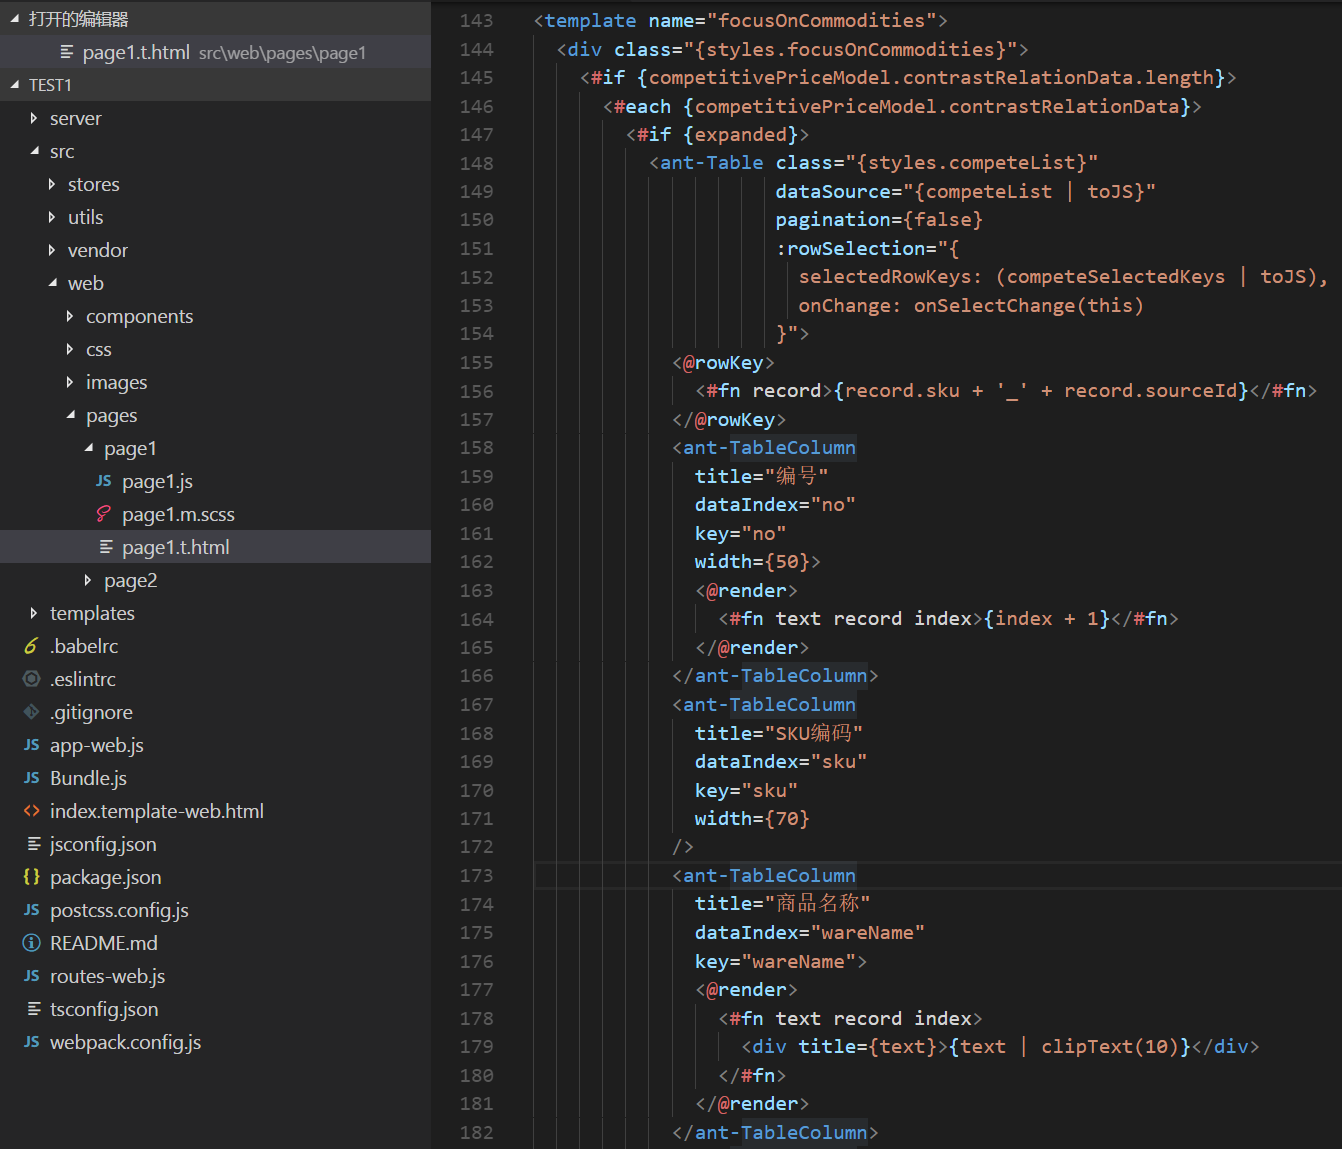 打开的编辑器
page1.t.html src\web\pages\page1
TEST1
server
src
stores
utils
vendor
web
components
css
images
pages
page1
JS page1.js
page1.m.scss
page1.t.html
page2
templates
.babelrc
.eslintrc
.gitignore
JS app-web.js
JS Bundle.js
<> index.template-web.html
jsconfig.json
{} package.json
JS postcss.config.js
README.md
JS routes-web.js
tsconfig.json
JS webpack.config.js
143 <template name="focusOnCommodities">
144 <div class="{styles.focusOnCommodities}">
145 <#if {competitivePriceModel.contrastRelationData.length}>
146 <#each {competitivePriceModel.contrastRelationData}>
147 <#if {expanded}>
148 <ant-Table class="{styles.competeList}"
149 dataSource="{competeList | toJS}"
150 pagination={false}
151 :rowSelection="{
152 selectedRowKeys: (competeSelectedKeys | toJS),
153 onChange: onSelectChange(this)
154 }">
155 <@rowKey>
156 <#fn record>{record.sku + '_' + record.sourceId}</#fn>
157 </@rowKey>
158 <ant-TableColumn
159 title="编号"
160 dataIndex="no"
161 key="no"
162 width={50}>
163 <@render>
164 <#fn text record index>{index + 1}</#fn>
165 </@render>
166 </ant-TableColumn>
167 <ant-TableColumn
168 title="SKU编码"
169 dataIndex="sku"
170 key="sku"
171 width={70}
172 />
173 <ant-TableColumn
174 title="商品名称"
175 dataIndex="wareName"
176 key="wareName">
177 <@render>
178 <#fn text record index>
179 <div title={text}>{text | clipText(10)}</div>
180 </#fn>
181 </@render>
182 </ant-TableColumn>